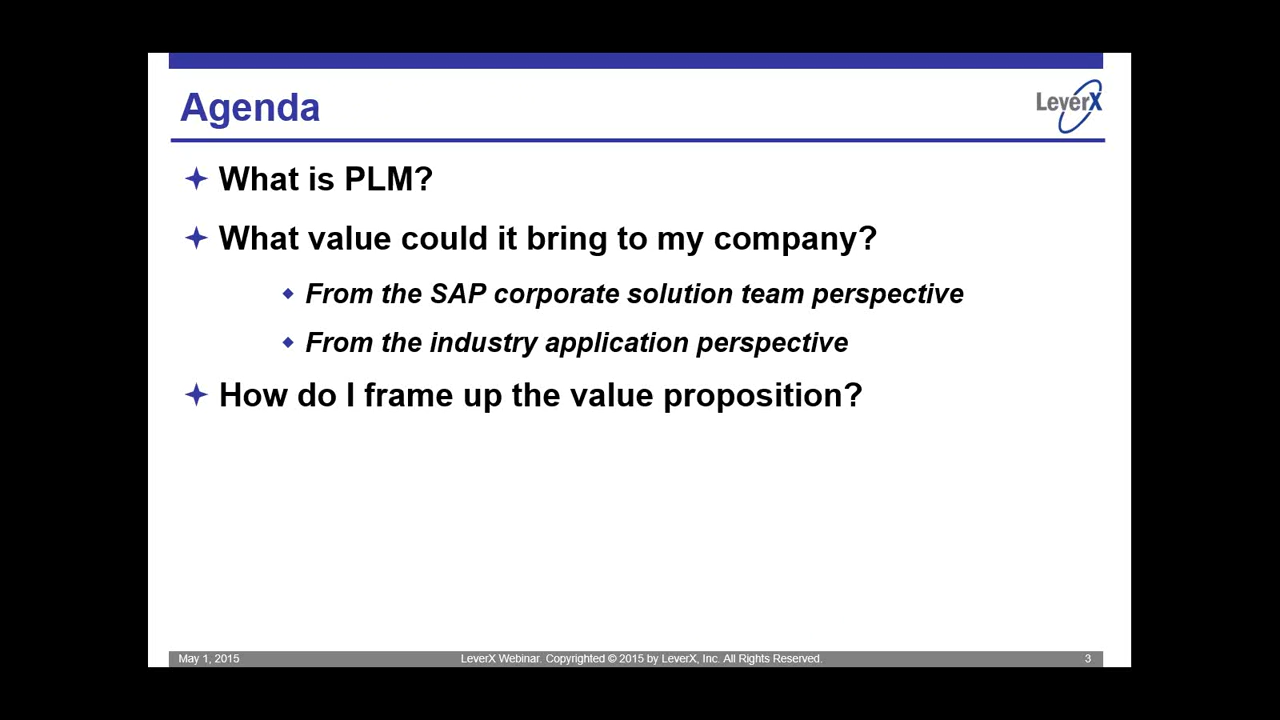 Agenda
LeverX
What is PLM?
What value could it bring to my company?
From the SAP corporate solution team perspective
From the industry application perspective
How do I frame up the value proposition?
May 1, 2015
LeverX Webinar. Copyrighted © 2015 by LeverX, Inc. All Rights Reserved.
3